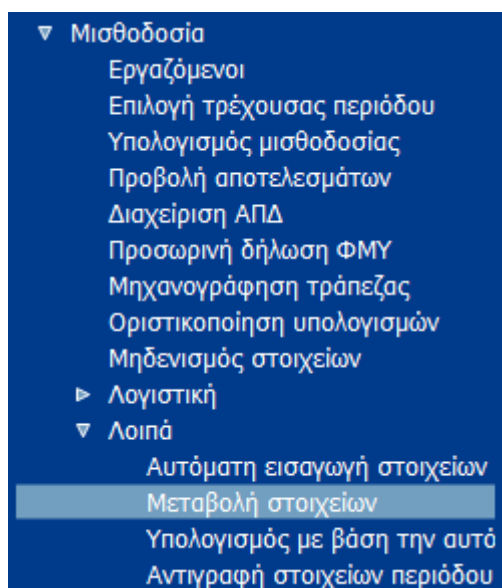 Μισθοδοσία
Εργαζόμενοι
Επιλογή τρέχουσας περιόδου
Υπολογισμός μισθοδοσίας
Προβολή αποτελεσμάτων
Διαχείριση ΑΠΔ
Προσωρινή δήλωση ΦΜΥ
Μηχανογράφηση τράπεζας
Οριστικοποίηση υπολογισμών
Μηδενισμός στοιχείων
Λογιστική
Λοιπά
Αυτόματη εισαγωγή στοιχείων
Μεταβολή στοιχείων
Υπολογισμός με βάση την αυτό
Αντιγραφή στοιχείων περιόδου